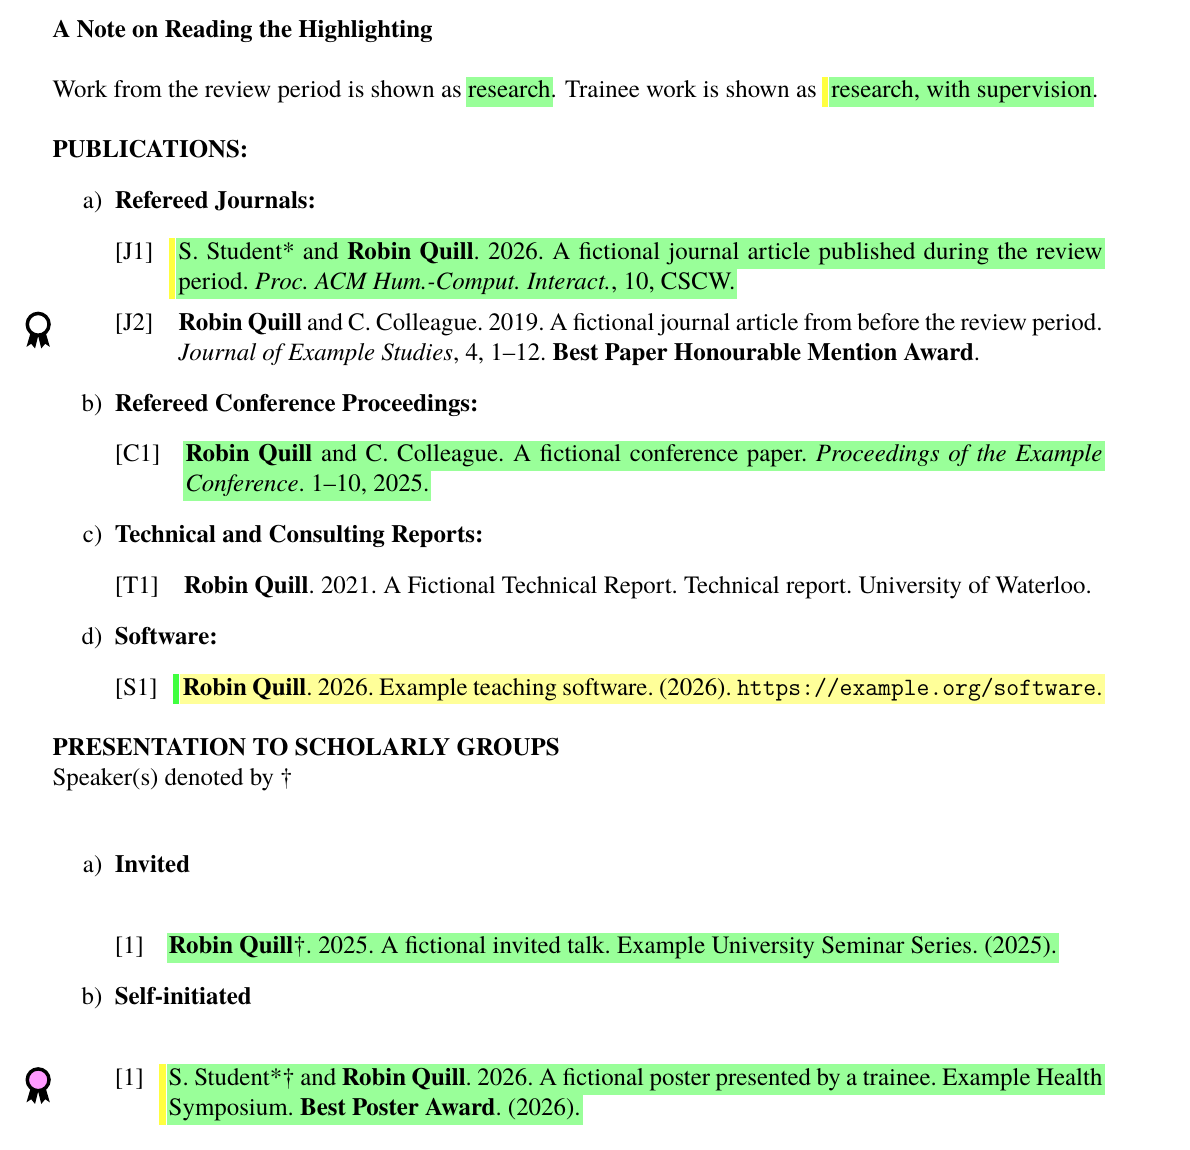 A Note on Reading the Highlighting
Work from the review period is shown as research. Trainee work is shown as research, with supervision.
PUBLICATIONS:
a) Refereed Journals:
[J1] S. Student* and Robin Quill. 2026. A fictional journal article published during the review
period. Proc. ACM Hum.-Comput. Interact., 10, CSCW.
[J2] Robin Quill and C. Colleague. 2019. A fictional journal article from before the review period.
Journal of Example Studies, 4, 1–12. Best Paper Honourable Mention Award.
b) Refereed Conference Proceedings:
[C1] Robin Quill and C. Colleague. A fictional conference paper. Proceedings of the Example
Conference. 1–10, 2025.
c) Technical and Consulting Reports:
[T1] Robin Quill. 2021. A Fictional Technical Report. Technical report. University of Waterloo.
d) Software:
[S1] Robin Quill. 2026. Example teaching software. (2026). https://example.org/software.
PRESENTATION TO SCHOLARLY GROUPS
Speaker(s) denoted by †
a) Invited
[1] Robin Quill†. 2025. A fictional invited talk. Example University Seminar Series. (2025).
b) Self-initiated
[1] S. Student*† and Robin Quill. 2026. A fictional poster presented by a trainee. Example Health
Symposium. Best Poster Award. (2026).